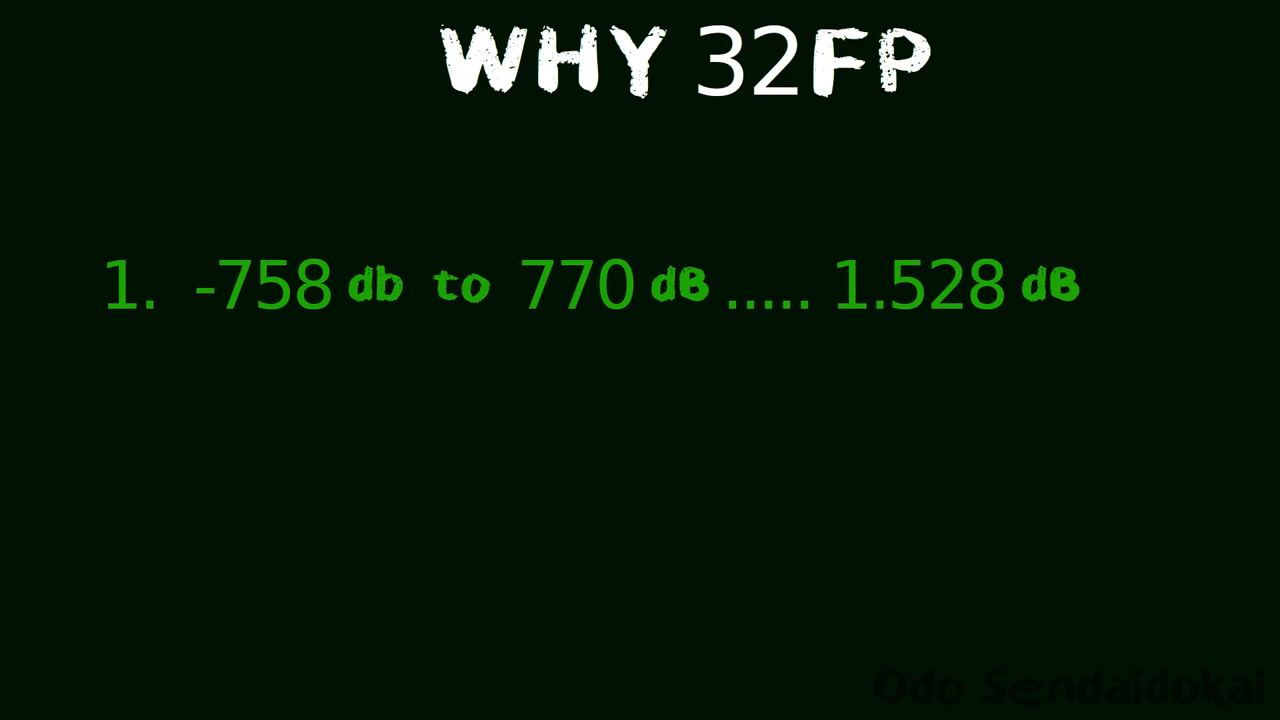 WHY 32FP
1. -758 db to 770 dB ..... 1.528 dB
Odo Sendaidokai